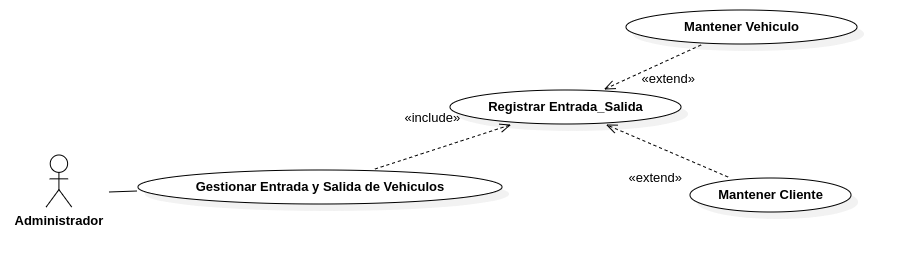 Mantener Vehiculo
«extend»
Registrar Entrada_Salida
«include»
«extend»
Gestionar Entrada y Salida de Vehiculos
Mantener Cliente
Administrador